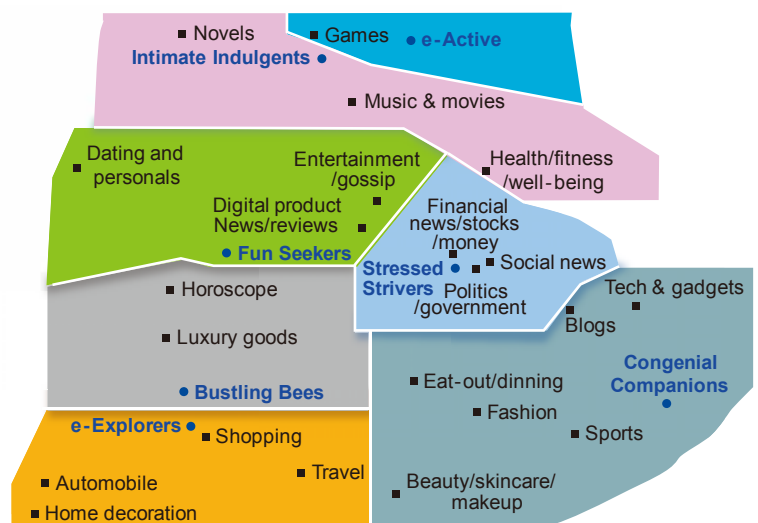 Novels
Games
e-Active
Intimate Indulgents
Music & movies
Dating and
personals
Entertainment
/gossip
Health/fitness
/well-being
Digital product
News/reviews
Financial
news/stocks
/money
Fun Seekers
Stressed
Strivers
Social news
Politics
/government
Horoscope
Tech & gadgets
Blogs
Luxury goods
Congenial
Companions
Eat-out/dinning
Bustling Bees
Fashion
e-Explorers
Shopping
Sports
Travel
Automobile
Beauty/skincare/
makeup
Home decoration